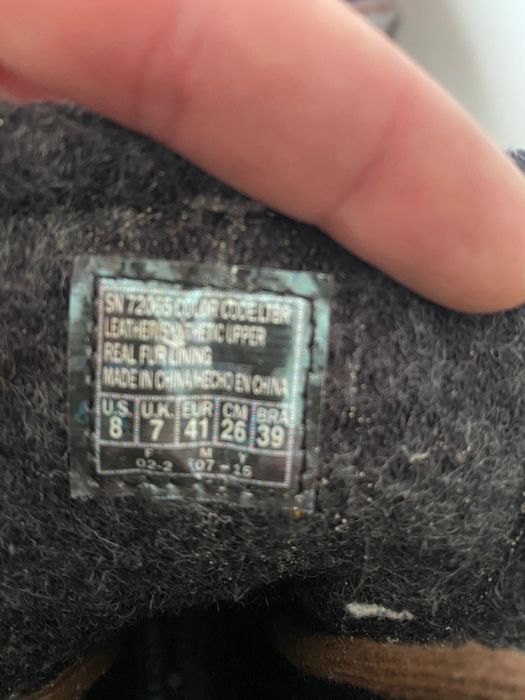 SN 72065 COLOR CODE LTBR
LEATHER/SYNTHETIC UPPER
REAL FUR LINING
MADE IN CHINA/HECHO EN CHINA
U.S. U.K. EUR CM BRA
8 7 41 26 39
F M Y
02-2 07-15